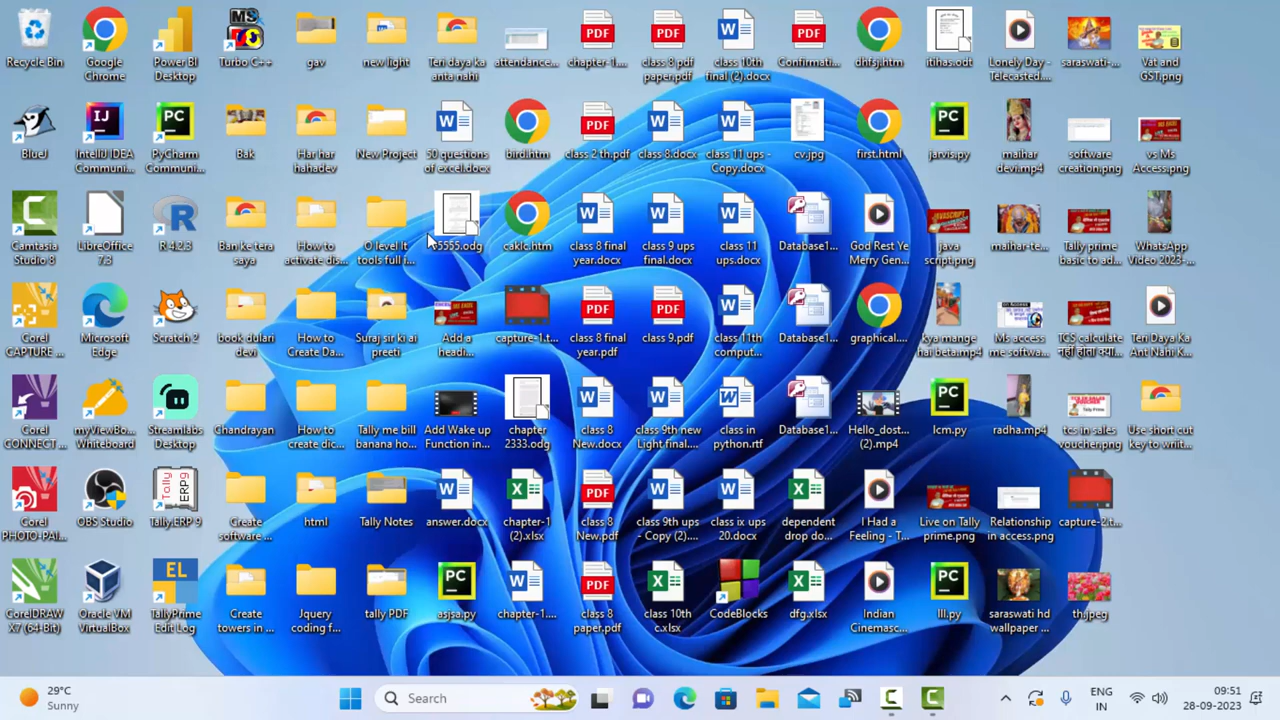 Recycle Bin
Google
Chrome
Power BI
Desktop
Turbo C++
gav
new light
Teri daya ka
anta nahi
attendance...
chapter-1....
class 8 pdf
paper.pdf
class 10th
final (2).docx
Confirmati...
dhfsj.htm
itihas.odt
Lonely Day -
Telecasted....
saraswati-...
Vat and
GST.png
BlueJ
IntelliJ IDEA
Communi...
PyCharm
Communi...
Bak
Har har
hahadev
New Project
50 questions
of excel.docx
bird.htm
class 2 th.pdf
class 8.docx
class 11 ups -
Copy.docx
cv.jpg
first.html
jarvis.py
maihar
devi.mp4
software
creation.png
vs Ms
Access.png
Camtasia
Studio 8
LibreOffice
7.3
R 4.2.3
Ban ke tera
saya
How to
activate dis...
O level It
tools full j...
r5555.odg
caklc.htm
class 8 final
year.docx
class 9 ups
final.docx
class 11
ups.docx
Database1...
God Rest Ye
Merry Gen...
java
script.png
maihar-te...
Tally prime
basic to ad...
WhatsApp
Video 2023-...
Corel
CAPTURE ...
Microsoft
Edge
Scratch 2
book dulari
devi
How to
Create Da...
Suraj sir ki ai
preeti
Add a
headi...
capture-1.t...
class 8 final
year.pdf
class 9.pdf
class 11th
comput...
Database1...
graphical....
kya mange
hai beta.mp4
Ms access
me softwa...
TCS calculate
नहीं होता क्या...
Teri Daya Ka
Ant Nahi K...
Corel
CONNECT ...
myViewBo...
Whiteboard
Streamlabs
Desktop
Chandrayan
How to
create dic...
Tally me bill
banana ho...
Add Wake up
Function in...
chapter
2333.odg
class 8
New.docx
class 9th new
Light final....
class in
python.rtf
Database1...
Hello_dost...
(2).mp4
lcm.py
radha.mp4
tcs in sales
voucher.png
Use short cut
key to wriit...
Corel
PHOTO-PAI...
OBS Studio
Tally.ERP 9
Create
software ...
html
Tally Notes
answer.docx
chapter-1
(2).xlsx
class 8
New.pdf
class 9th ups
- Copy (2)....
class ix ups
20.docx
dependent
drop do...
I Had a
Feeling - T...
Live on Tally
prime.png
Relationship
in access.png
capture-2.t...
CorelDRAW
X7 (64-Bit)
Oracle VM
VirtualBox
TallyPrime
Edit Log
Create
towers in ...
Jquery
coding f...
tally PDF
asjsa.py
chapter-1....
class 8
paper.pdf
class 10th
c.xlsx
CodeBlocks
dfg.xlsx
Indian
Cinemasc...
lll.py
saraswati hd
wallpaper ...
th.jpeg
29°C
Sunny
Search
ENG
IN
09:51
28-09-2023